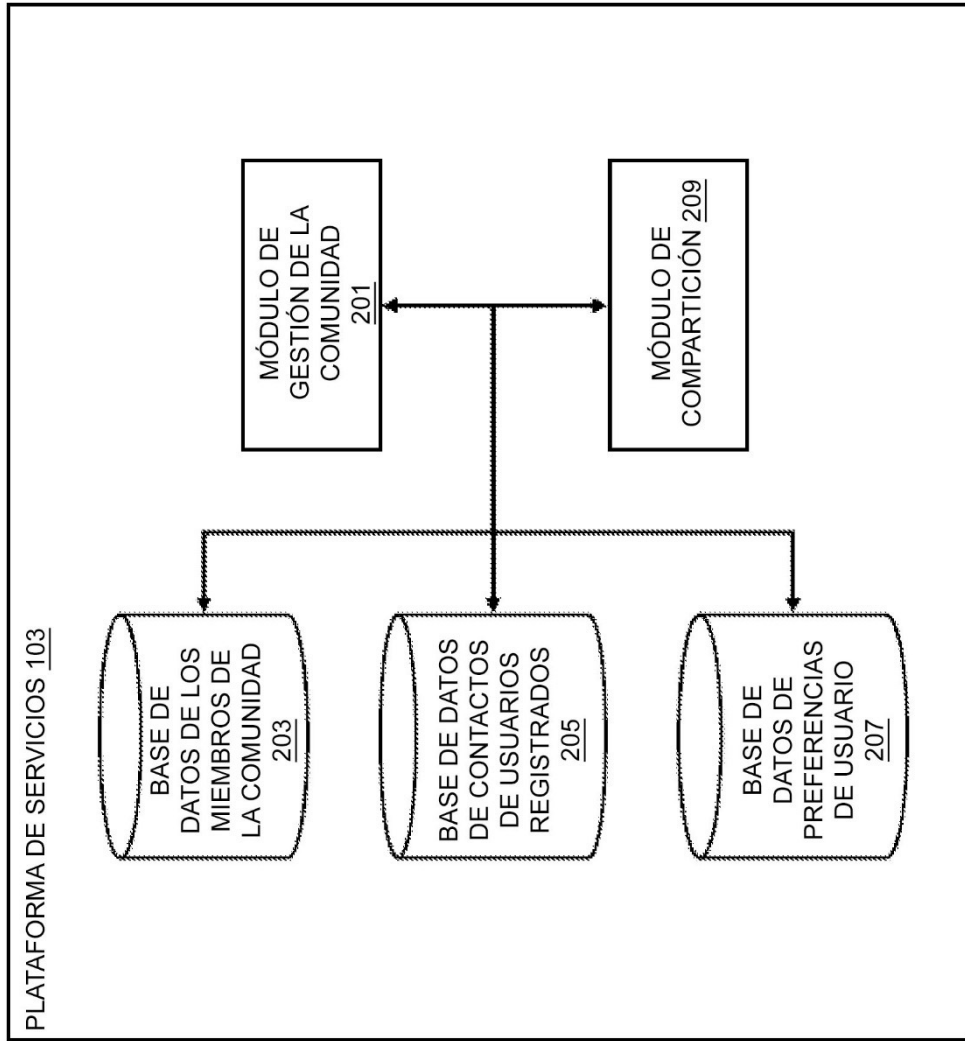 PLATAFORMA DE SERVICIOS 103
BASE DE
DATOS DE LOS
MIEMBROS DE
LA COMUNIDAD
203
BASE DE DATOS
DE CONTACTOS
DE USUARIOS
REGISTRADOS
205
BASE DE
DATOS DE
PREFERENCIAS
DE USUARIO
207
MÓDULO DE
GESTIÓN DE LA
COMUNIDAD
201
MÓDULO DE
COMPARTICIÓN 209